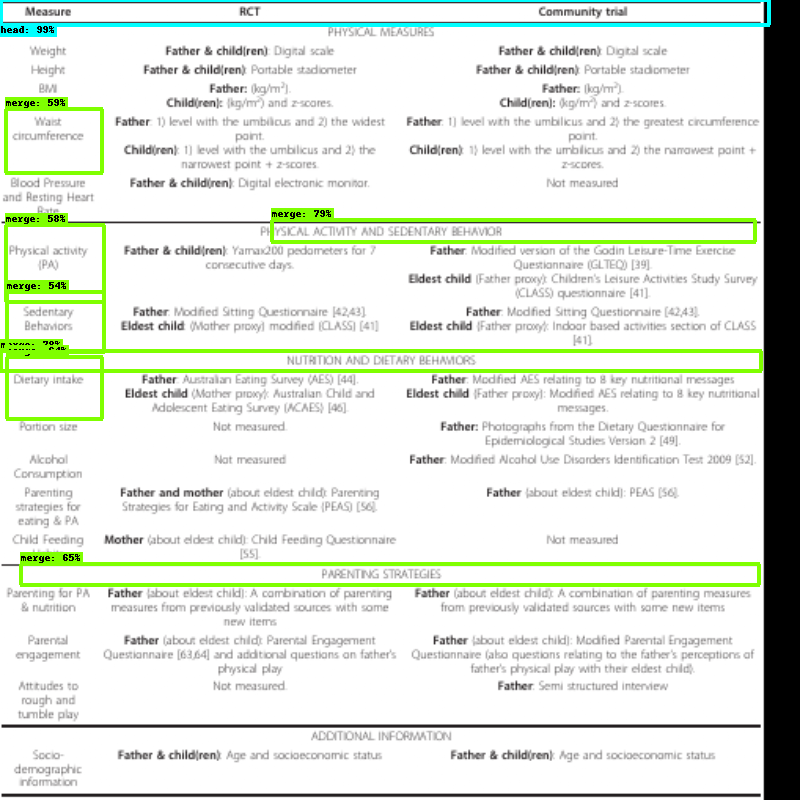 Measure RCT Community trial
head: 99%
PHYSICAL MEASURES
Weight Father & child(ren): Digital scale Father & child(ren): Digital scale
Height Father & child(ren): Portable stadiometer Father & child(ren): Portable stadiometer
BMI Father: (kg/m²). Father: (kg/m²).
Child(ren): (kg/m²) and z-scores. Child(ren): (kg/m²) and z-scores.
merge: 59%
Waist Father: 1) level with the umbilicus and 2) the widest Father: 1) level with the umbilicus and 2) the greatest circumference
circumference point. point.
Child(ren): 1) level with the umbilicus and 2) the Child(ren): 1) level with the umbilicus and 2) the narrowest point +
narrowest point + z-scores. z-scores.
Blood Pressure Father & child(ren): Digital electronic monitor. Not measured
and Resting Heart
Rate
merge: 58% merge: 79%
PHYSICAL ACTIVITY AND SEDENTARY BEHAVIOR
Physical activity Father & child(ren): Yamax200 pedometers for 7 Father: Modified version of the Godin Leisure-Time Exercise
(PA) consecutive days. Questionnaire (GLTEQ) [39].
Eldest child (Father proxy): Children's Leisure Activities Study Survey
merge: 54% (CLASS) questionnaire [41].
Sedentary Father: Modified Sitting Questionnaire [42,43]. Father: Modified Sitting Questionnaire [42,43].
Behaviors Eldest child (Mother proxy) modified (CLASS) [41] Eldest child (Father proxy): Indoor based activities section of CLASS
[41].
merge: 78%
NUTRITION AND DIETARY BEHAVIORS
Dietary intake Father: Australian Eating Survey (AES) [44]. Father: Modified AES relating to 8 key nutritional messages
Eldest child (Mother proxy): Australian Child and Eldest child (Father proxy): Modified AES relating to 8 key nutritional
Adolescent Eating Survey (ACAES) [46]. messages.
Portion size Not measured. Father: Photographs from the Dietary Questionnaire for
Epidemiological Studies Version 2 [49].
Alcohol Not measured Father: Modified Alcohol Use Disorders Identification Test 2009 [52].
Consumption
Parenting Father and mother (about eldest child): Parenting Father (about eldest child): PEAS [56].
strategies for Strategies for Eating and Activity Scale (PEAS) [56].
eating & PA
Child Feeding Mother (about eldest child): Child Feeding Questionnaire Not measured
[55].
merge: 65%
PARENTING STRATEGIES
Parenting for PA Father (about eldest child): A combination of parenting Father (about eldest child): A combination of parenting measures
& nutrition measures from previously validated sources with some from previously validated sources with some new items
new items
Parental Father (about eldest child): Parental Engagement Father (about eldest child): Modified Parental Engagement
engagement Questionnaire [63,64] and additional questions on father's Questionnaire (also questions relating to the father's perceptions of
physical play father's physical play with their eldest child).
Attitudes to Not measured. Father: Semi structured interview
rough and
tumble play
ADDITIONAL INFORMATION
Socio- Father & child(ren): Age and socioeconomic status Father & child(ren): Age and socioeconomic status
demographic
information